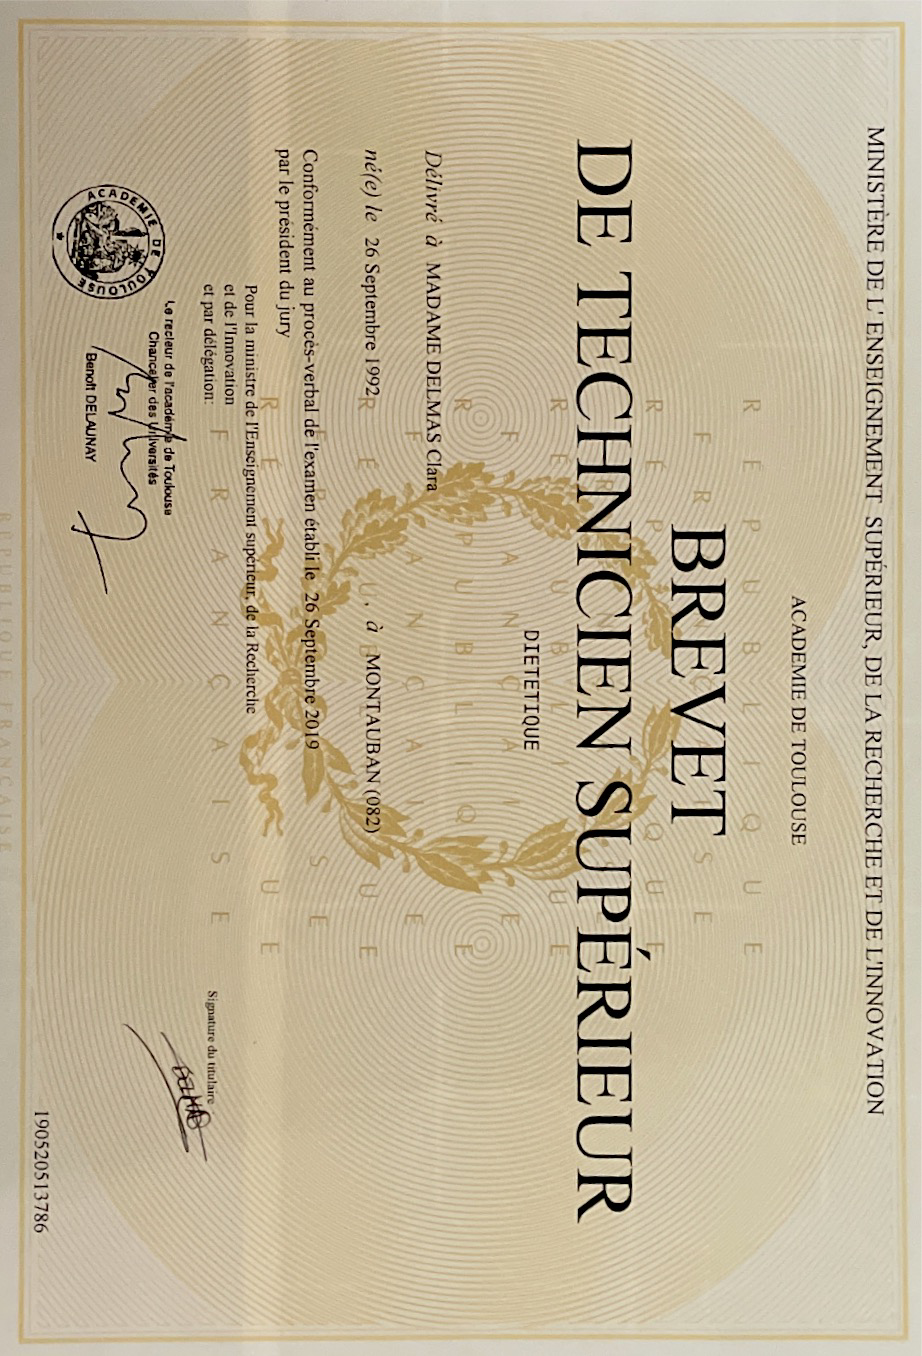 MINISTÈRE DE L' ENSEIGNEMENT SUPÉRIEUR, DE LA RECHERCHE ET DE L'INNOVATION
ACADEMIE DE TOULOUSE
BREVET
DE TECHNICIEN SUPÉRIEUR
DIETETIQUE
Délivré à MADAME DELMAS Clara
né(e) le 26 Septembre 1992 , à MONTAUBAN (082)
Conformément au procès-verbal de l'examen établi le 26 Septembre 2019
par le président du jury
Pour la ministre de l'Enseignement supérieur, de la Recherche
et de l'Innovation
et par délégation:
Le recteur de l'académie de Toulouse
Chancelier des Universités
Benoît DELAUNAY
ACADEMIE DE TOULOUSE
Signature du titulaire
190520513786
RÉPUBLIQUE FRANÇAISE